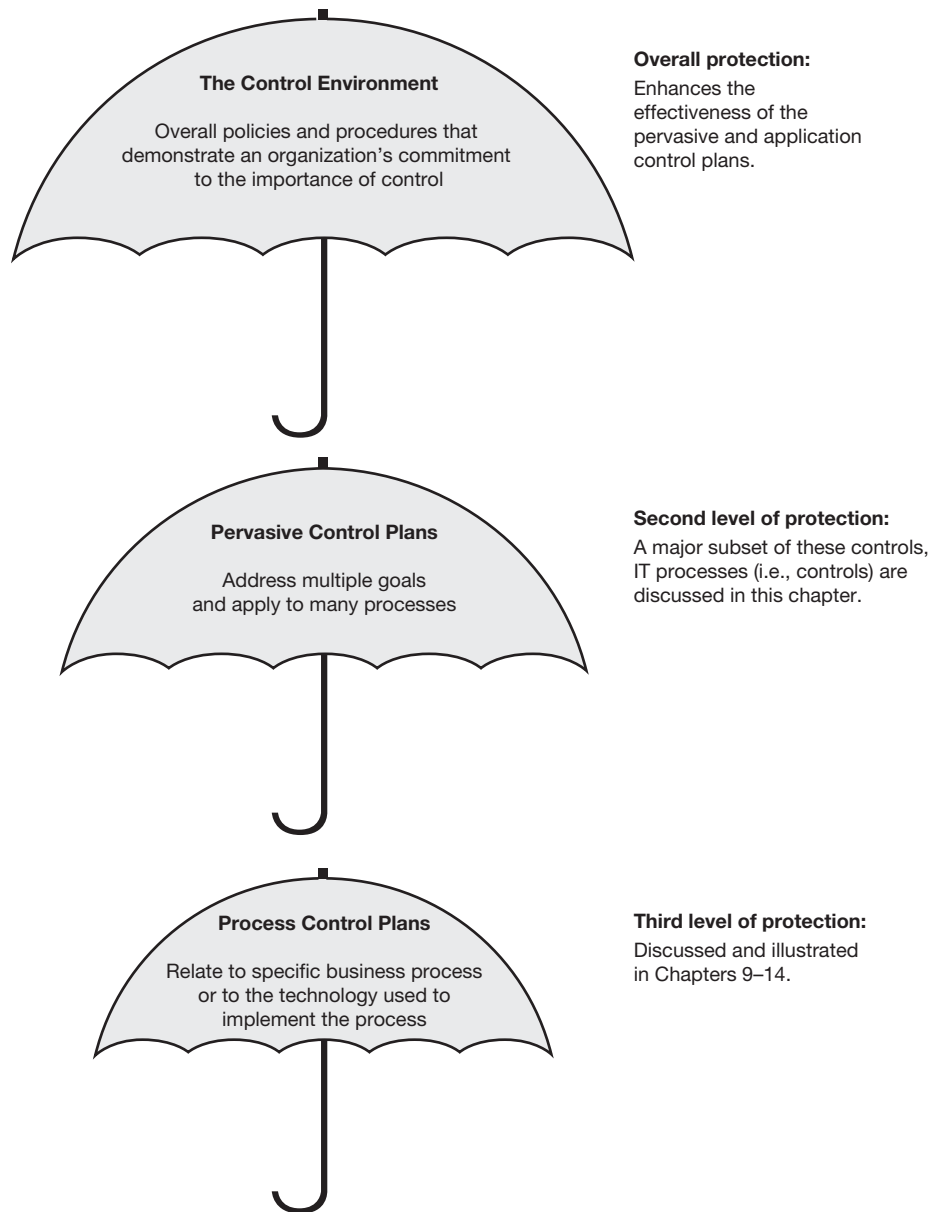 The Control Environment
Overall policies and procedures that
demonstrate an organization’s commitment
to the importance of control
Overall protection:
Enhances the
effectiveness of the
pervasive and application
control plans.
Pervasive Control Plans
Address multiple goals
and apply to many processes
Second level of protection:
A major subset of these controls,
IT processes (i.e., controls) are
discussed in this chapter.
Process Control Plans
Relate to specific business process
or to the technology used to
implement the process
Third level of protection:
Discussed and illustrated
in Chapters 9–14.